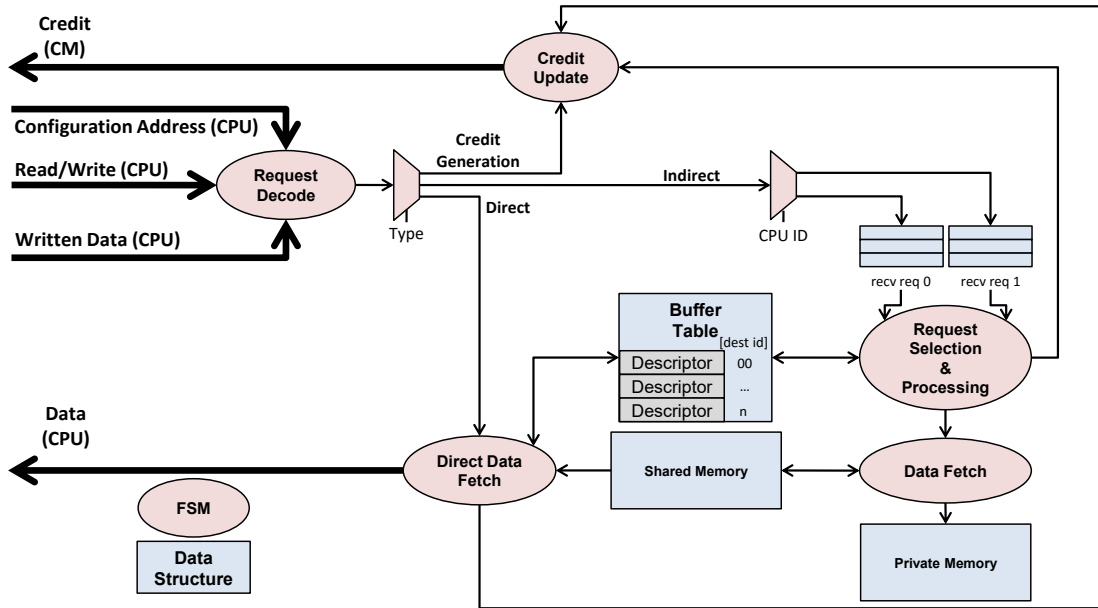 Credit
(CM)
Credit
Update
Configuration Address (CPU)
Credit
Generation
Read/Write (CPU)
Request
Decode
Indirect
Direct
Written Data (CPU)
Type
CPU ID
recv req 0
recv req 1
Buffer
Table
[dest id]
Descriptor 00
Descriptor ...
Descriptor n
Request
Selection
&
Processing
Data
(CPU)
Direct Data
Fetch
Shared Memory
Data Fetch
FSM
Data
Structure
Private Memory